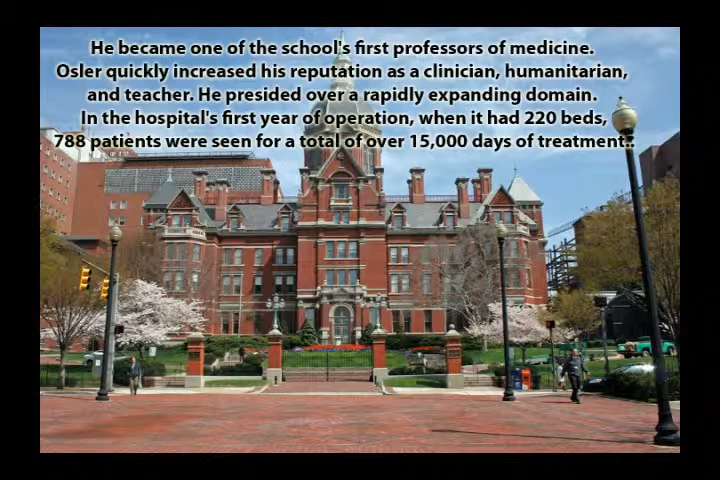 He became one of the school's first professors of medicine.
Osler quickly increased his reputation as a clinician, humanitarian,
and teacher. He presided over a rapidly expanding domain.
In the hospital's first year of operation, when it had 220 beds,
788 patients were seen for a total of over 15,000 days of treatment..